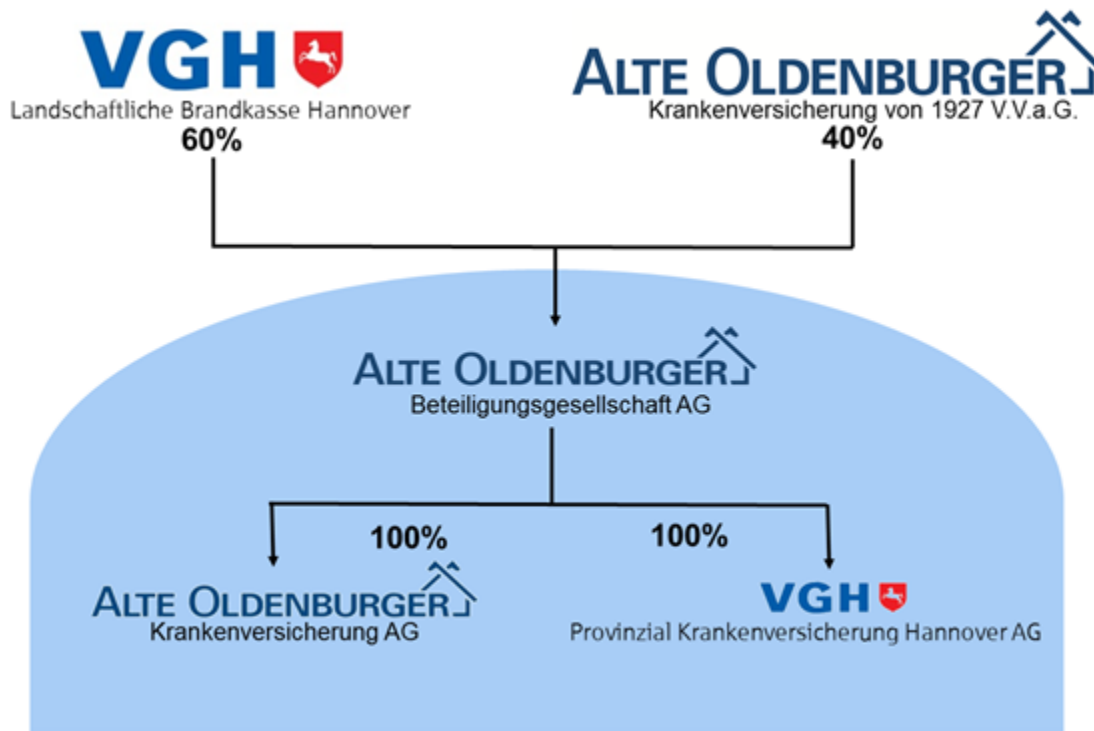 VGH
Landschaftliche Brandkasse Hannover
60%
ALTE OLDENBURGER
Krankenversicherung von 1927 V.V.a.G.
40%
ALTE OLDENBURGER
Beteiligungsgesellschaft AG
100%
100%
ALTE OLDENBURGER
Krankenversicherung AG
VGH
Provinzial Krankenversicherung Hannover AG